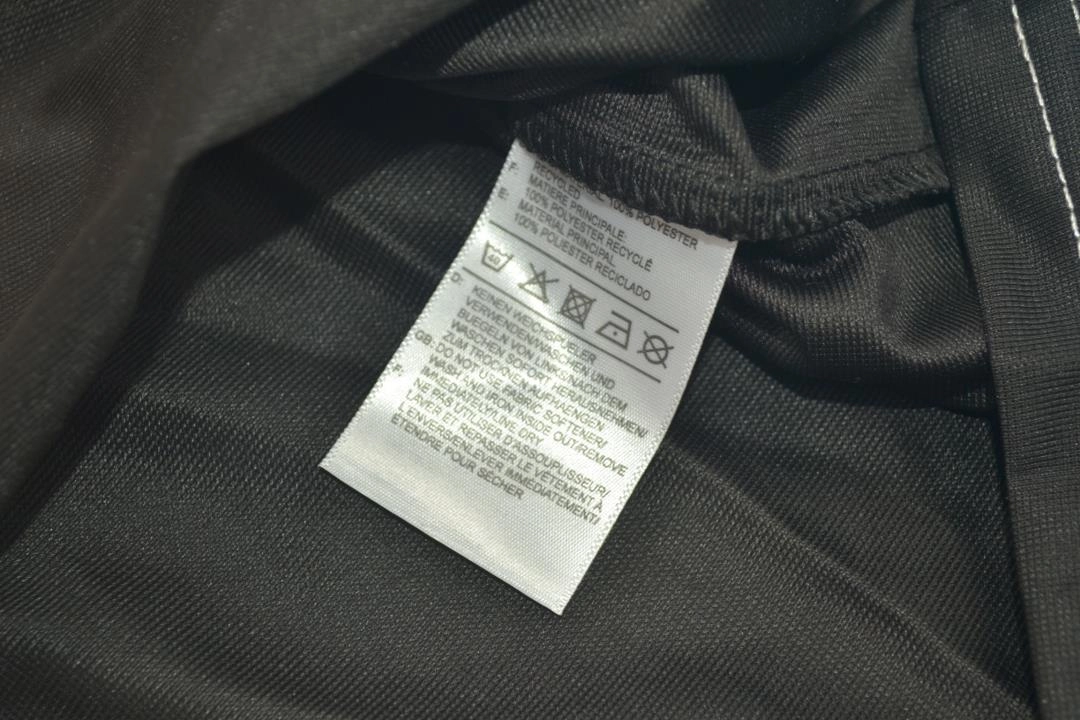 RECYCLED 100% POLYESTER
F: MATIÈRE PRINCIPALE:
100% POLYESTER RECYCLÉ
E: MATERIAL PRINCIPAL
100% POLIESTER RECICLADO
40
D: KEINEN WEICHSPUELER
VERWENDEN/WASCHEN UND
BUEGELN VON LINKS/NACH DEM
WASCHEN SOFORT HERAUSNEHMEN/
ZUM TROCKNEN AUFHAENGEN
GB: DO NOT USE FABRIC SOFTENER/
WASH AND IRON INSIDE OUT/REMOVE
IMMEDIATELY/LINE DRY
F: NE PAS UTILISER D'ASSOUPLISSEUR/
LAVER ET REPASSER LE VÊTEMENT À
L'ENVERS/ENLEVER IMMÉDIATEMENT/
ÉTENDRE POUR SÉCHER